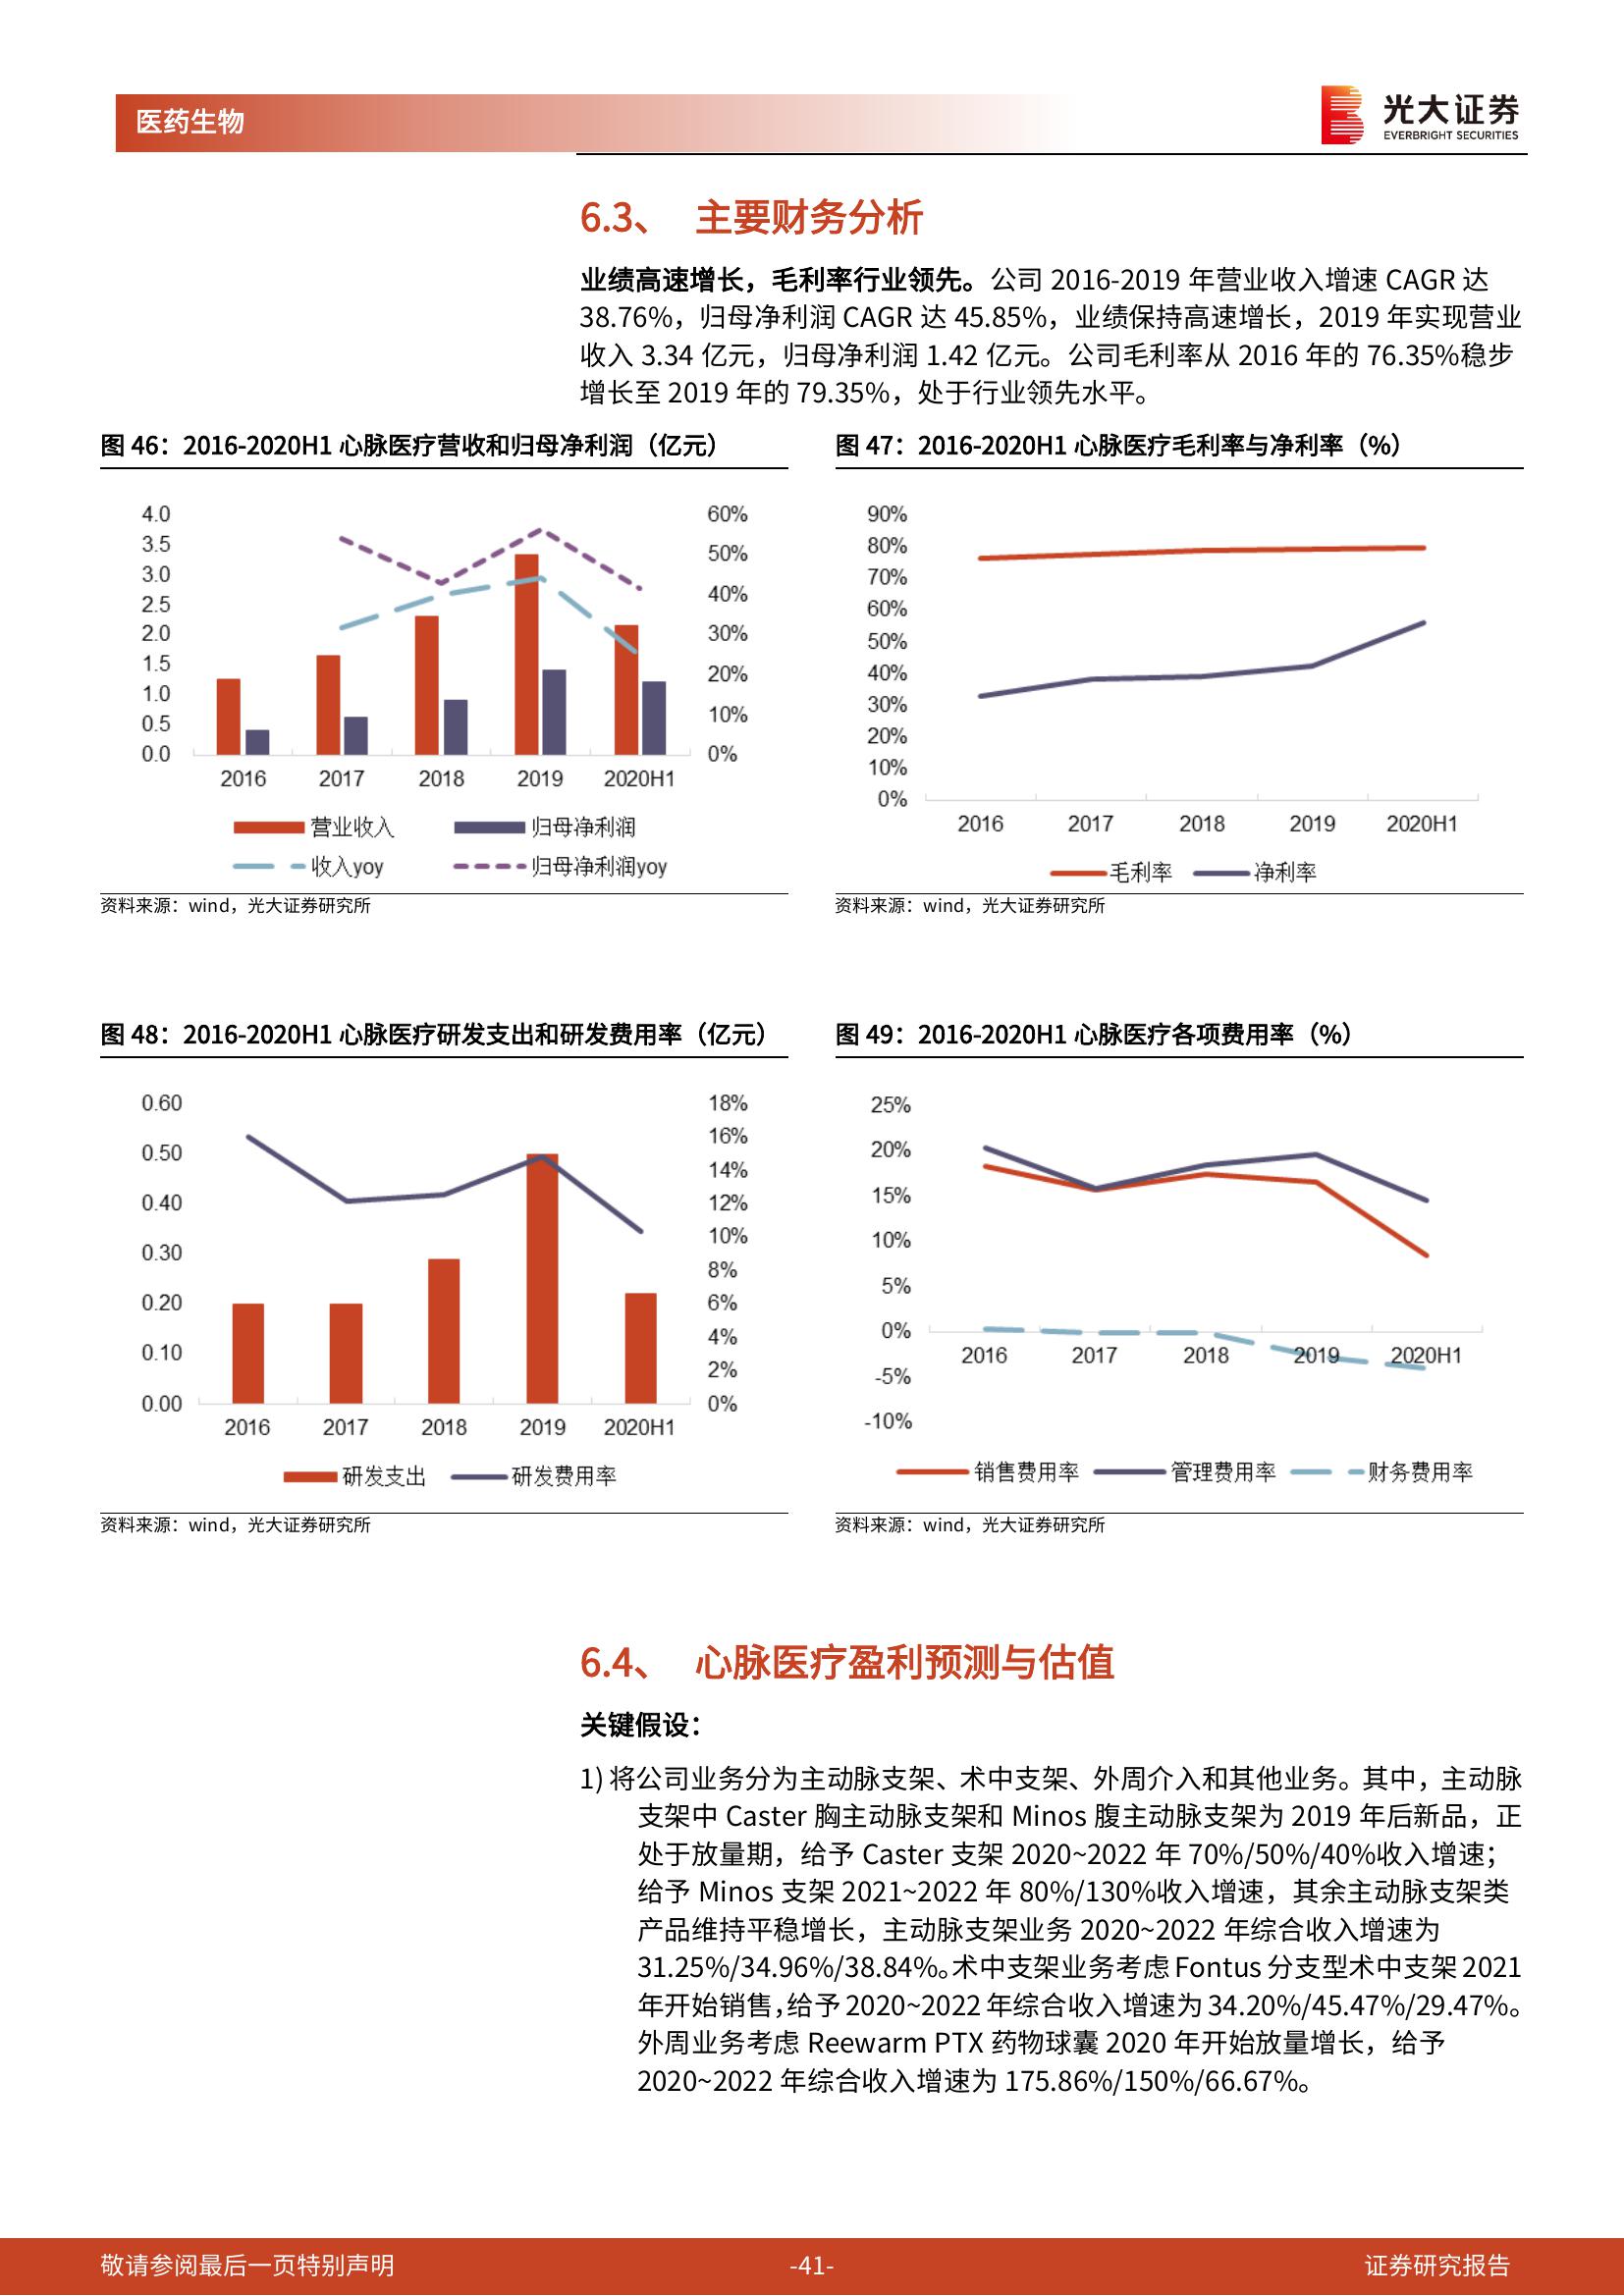 医药生物
光大证券
EVERBRIGHT SECURITIES
6.3、 主要财务分析
业绩高速增长，毛利率行业领先。公司 2016-2019 年营业收入增速 CAGR 达
38.76%，归母净利润 CAGR 达 45.85%，业绩保持高速增长，2019 年实现营业
收入 3.34 亿元，归母净利润 1.42 亿元。公司毛利率从 2016 年的 76.35%稳步
增长至 2019 年的 79.35%，处于行业领先水平。
图 46：2016-2020H1 心脉医疗营收和归母净利润（亿元）
4.0
3.5
3.0
2.5
2.0
1.5
1.0
0.5
0.0
60%
50%
40%
30%
20%
10%
0%
2016 2017 2018 2019 2020H1
营业收入 归母净利润
收入yoy 归母净利润yoy
资料来源：wind，光大证券研究所
图 47：2016-2020H1 心脉医疗毛利率与净利率（%）
90%
80%
70%
60%
50%
40%
30%
20%
10%
0%
2016 2017 2018 2019 2020H1
毛利率 净利率
资料来源：wind，光大证券研究所
图 48：2016-2020H1 心脉医疗研发支出和研发费用率（亿元）
0.60
0.50
0.40
0.30
0.20
0.10
0.00
18%
16%
14%
12%
10%
8%
6%
4%
2%
0%
2016 2017 2018 2019 2020H1
研发支出 研发费用率
资料来源：wind，光大证券研究所
图 49：2016-2020H1 心脉医疗各项费用率（%）
25%
20%
15%
10%
5%
0%
-5%
-10%
2016 2017 2018 2019 2020H1
销售费用率 管理费用率 财务费用率
资料来源：wind，光大证券研究所
6.4、 心脉医疗盈利预测与估值
关键假设：
1) 将公司业务分为主动脉支架、术中支架、外周介入和其他业务。其中，主动脉
支架中 Caster 胸主动脉支架和 Minos 腹主动脉支架为 2019 年后新品，正
处于放量期，给予 Caster 支架 2020~2022 年 70%/50%/40%收入增速；
给予 Minos 支架 2021~2022 年 80%/130%收入增速，其余主动脉支架类
产品维持平稳增长，主动脉支架业务 2020~2022 年综合收入增速为
31.25%/34.96%/38.84%。术中支架业务考虑 Fontus 分支型术中支架 2021
年开始销售，给予 2020~2022 年综合收入增速为 34.20%/45.47%/29.47%。
外周业务考虑 Reewarm PTX 药物球囊 2020 年开始放量增长，给予
2020~2022 年综合收入增速为 175.86%/150%/66.67%。
敬请参阅最后一页特别声明 -41- 证券研究报告